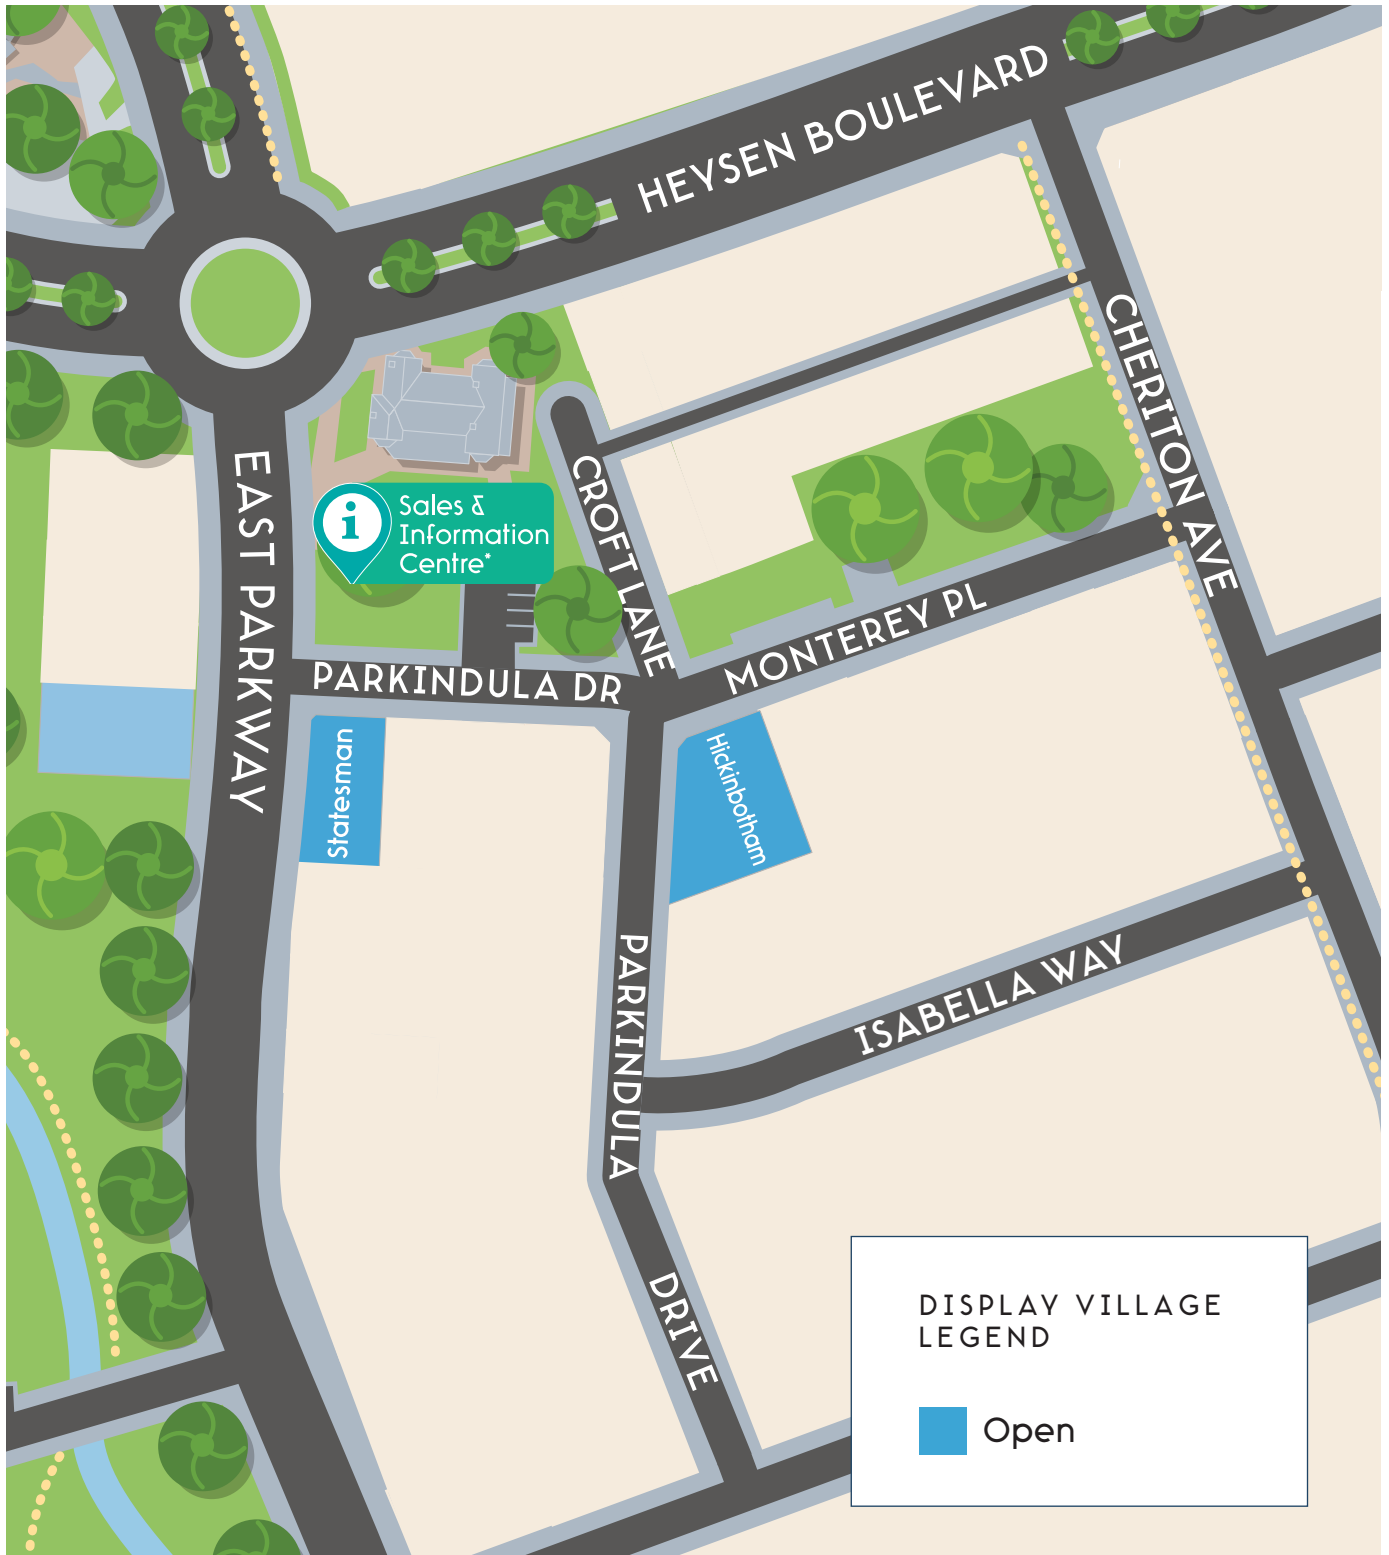 HEYSEN BOULEVARD
CHERITON AVE
EAST PARKWAY
Sales &
Information
Centre*
CROFT LANE
MONTEREY PL
PARKINDULA DR
Statesman
Hickinbotham
PARKINDULA
DRIVE
ISABELLA WAY
DISPLAY VILLAGE
LEGEND
Open